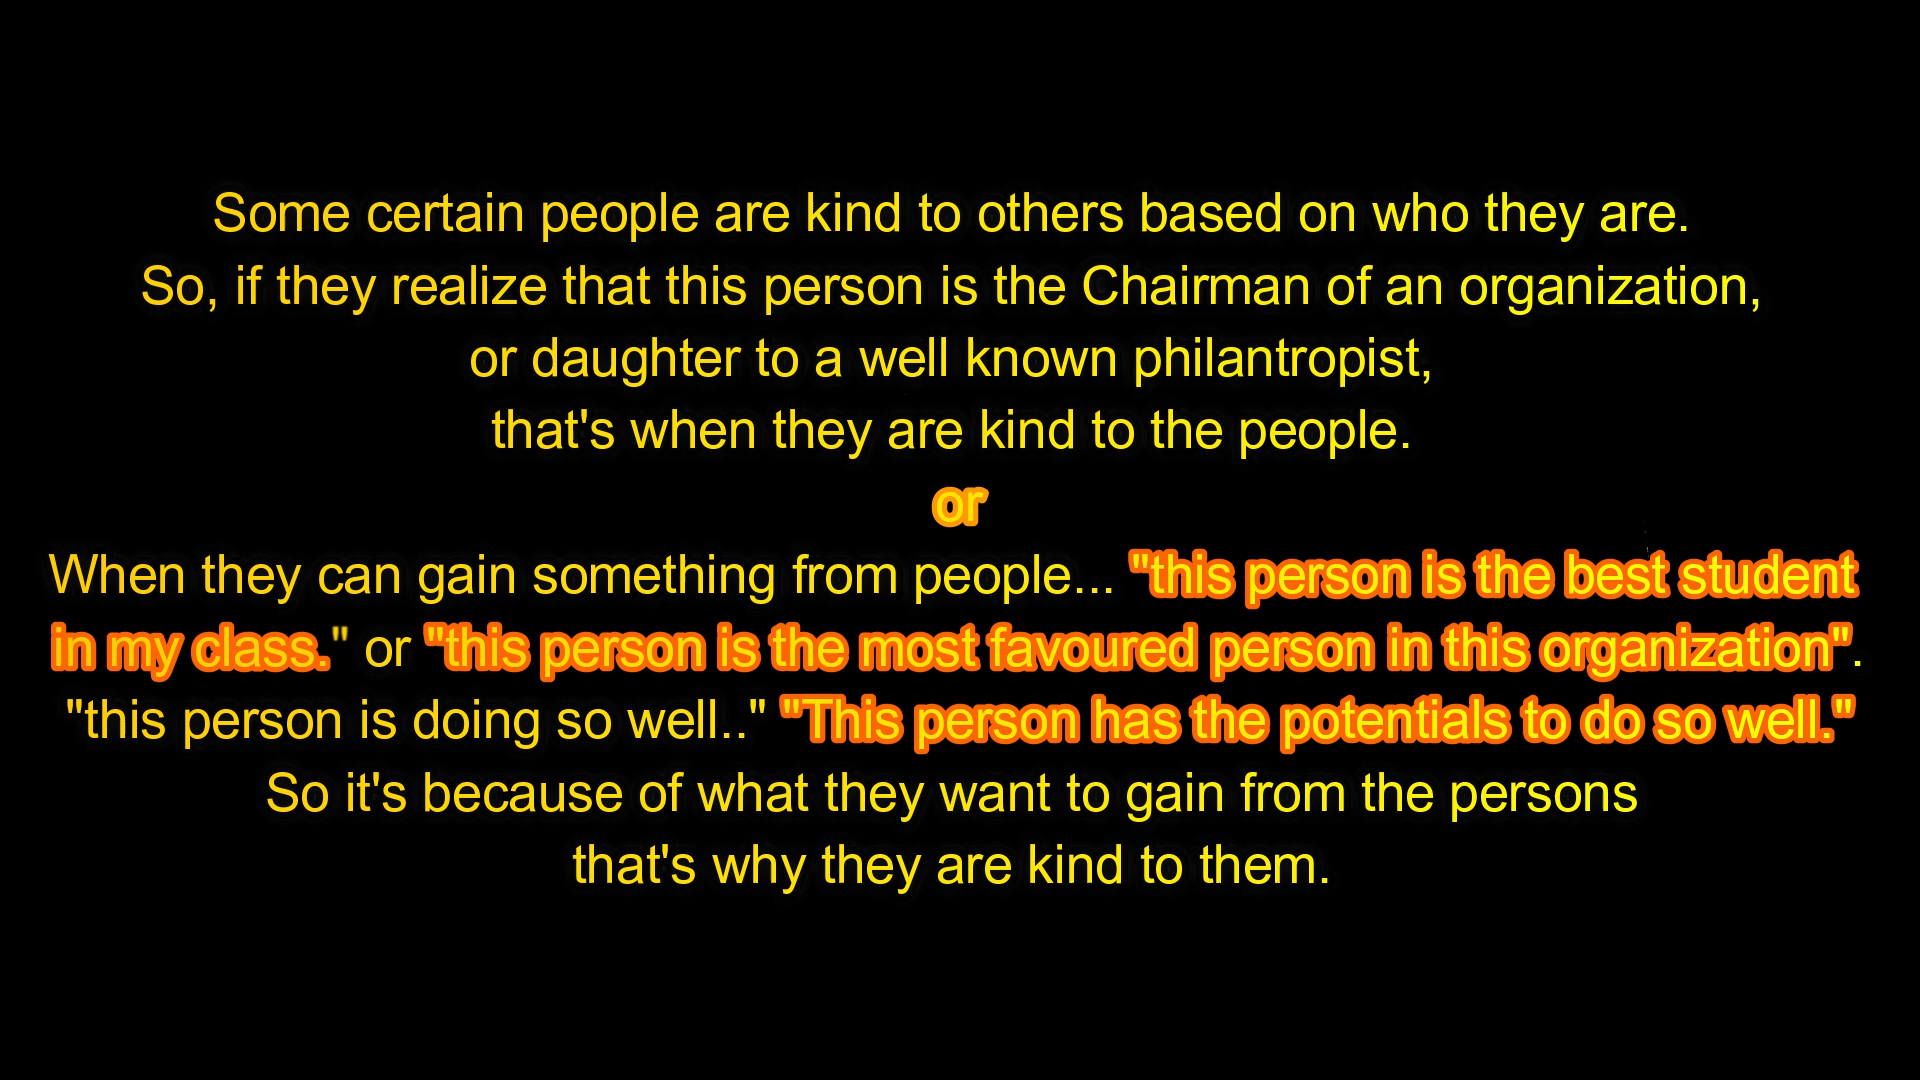 Some certain people are kind to others based on who they are.
So, if they realize that this person is the Chairman of an organization,
or daughter to a well known philantropist,
that's when they are kind to the people.
or
When they can gain something from people... "this person is the best student
in my class." or "this person is the most favoured person in this organization".
"this person is doing so well.." "This person has the potentials to do so well."
So it's because of what they want to gain from the persons
that's why they are kind to them.